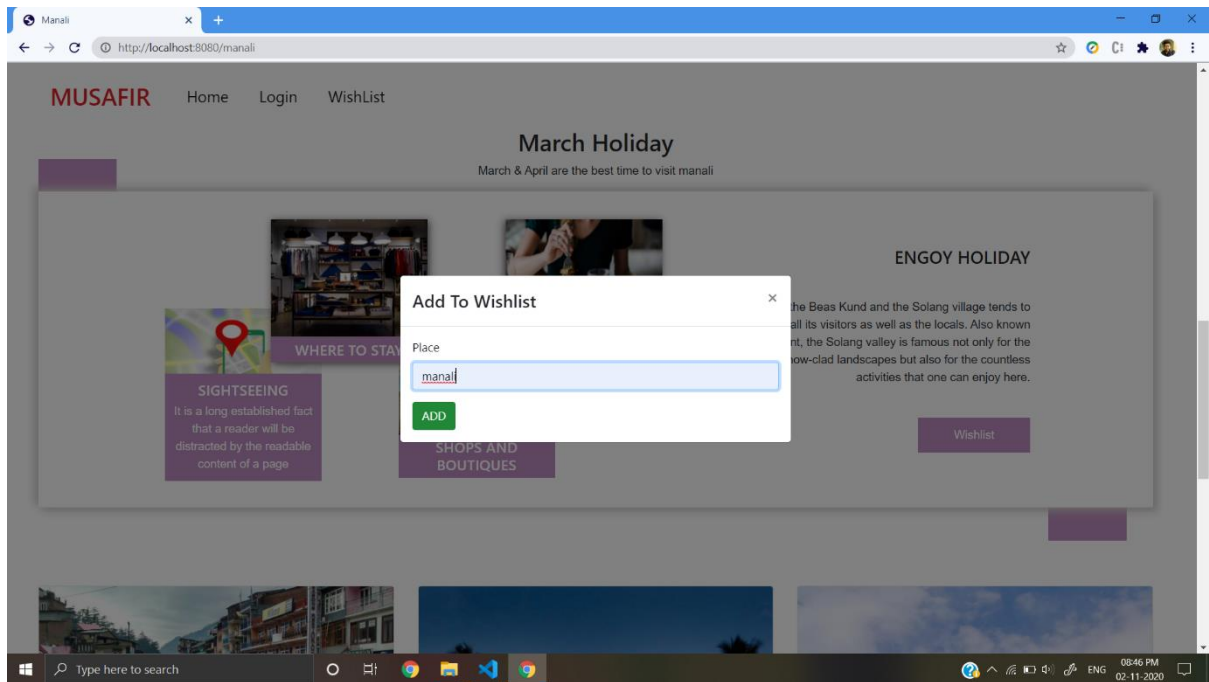 Manali
http://localhost:8080/manali
MUSAFIR Home Login WishList
March Holiday
March & April are the best time to visit manali
ENGOY HOLIDAY
the Beas Kund and the Solang village tends to
all its visitors as well as the locals. Also known
nt, the Solang valley is famous not only for the
now-clad landscapes but also for the countless
activities that one can enjoy here.
Wishlist
Add To Wishlist ×
Place
manali
ADD
WHERE TO STAY
SIGHTSEEING
It is a long established fact
that a reader will be
distracted by the readable
content of a page
SHOPS AND
BOUTIQUES
Type here to search
ENG
08:46 PM
02-11-2020